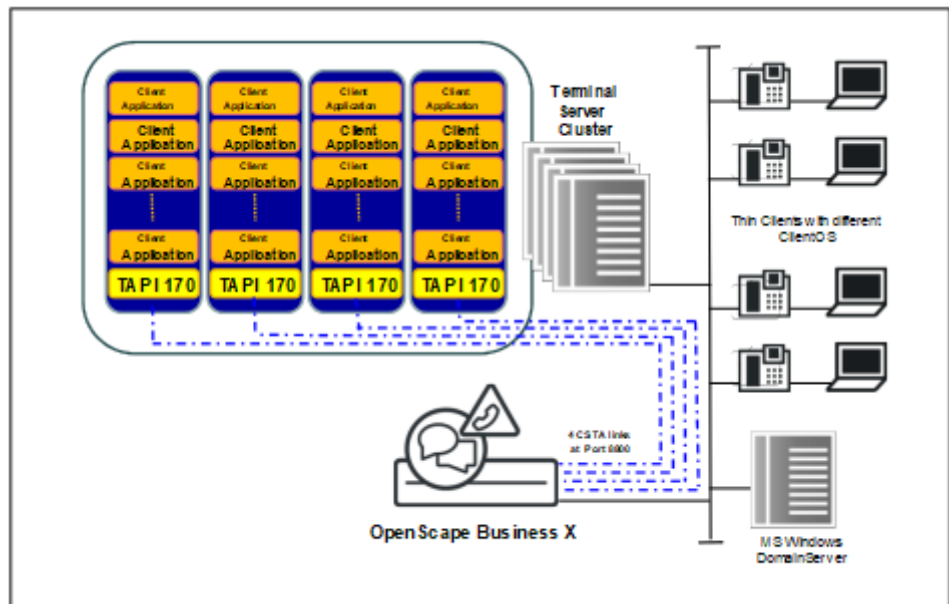 Client
Application
Client
Application
Client
Application
Client
Application
TAPI 170
Client
Application
Client
Application
Client
Application
Client
Application
TAPI 170
Client
Application
Client
Application
Client
Application
Client
Application
TAPI 170
Client
Application
Client
Application
Client
Application
Client
Application
TAPI 170
Terminal
Server
Cluster
Thin Clients with different
ClientOS
4 CSTA links
at Port 8800
OpenScape Business X
MS Windows
DomainServer